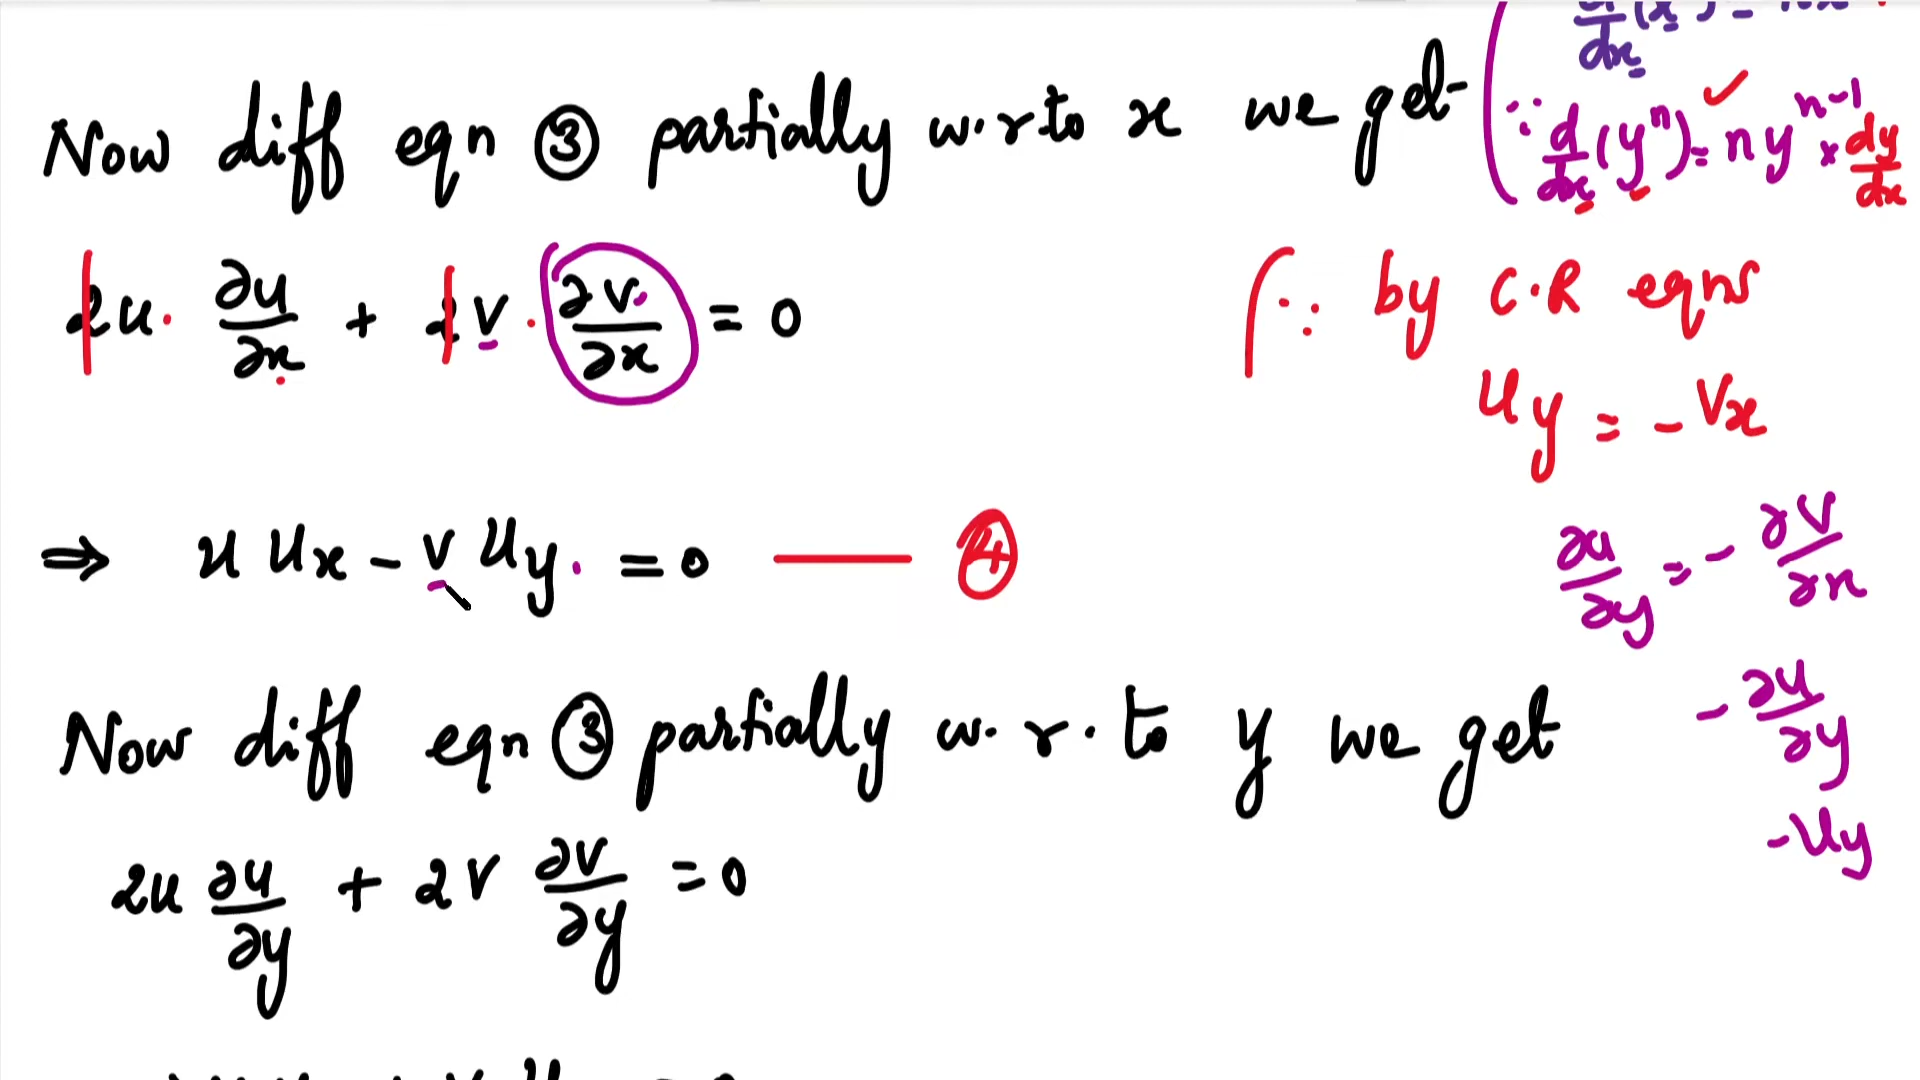 Now diff eqn ③ partially w.r to x we get
(∵ d/dx (yⁿ) = n yⁿ⁻¹ × dy/dx
2u · ∂u/∂x + 2v · ∂v/∂x = 0
(∵ by C.R eqns
uy = - vx
⇒ u ux - v uy = 0 —— ④
∂u/∂y = - ∂v/∂x
Now diff eqn ③ partially w.r.to y we get
- ∂u/∂y
- uy
2u ∂u/∂y + 2v ∂v/∂y = 0